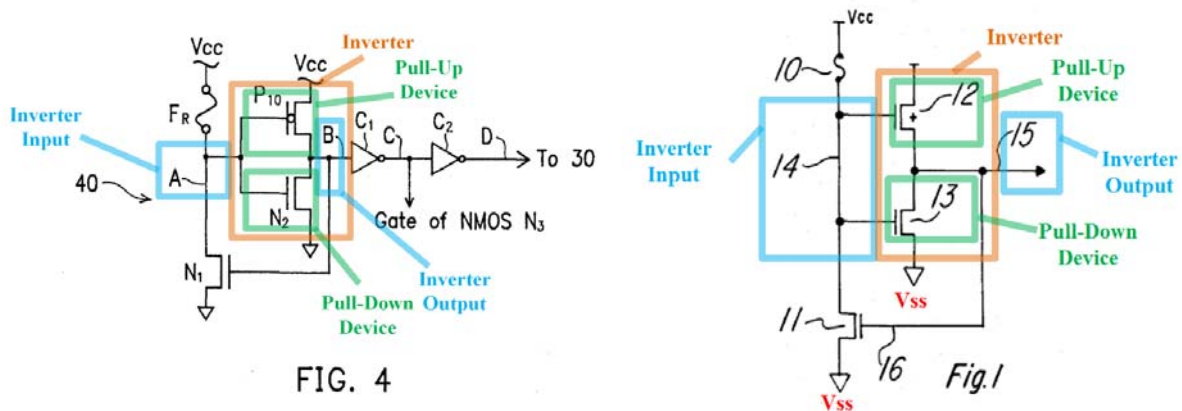 Vcc
F_R
Inverter
Input
A
40
N₁
Vcc
P₁₀
N₂
Inverter
Pull-Up
Device
B
C₁
C
C₂
D
To 30
Gate of NMOS N₃
Inverter
Output
Pull-Down
Device
FIG. 4
Vcc
10
Inverter
Pull-Up
Device
12
15
Inverter
Input
14
Inverter
Output
13
Pull-Down
Device
Vss
11
16
Vss
Fig.1